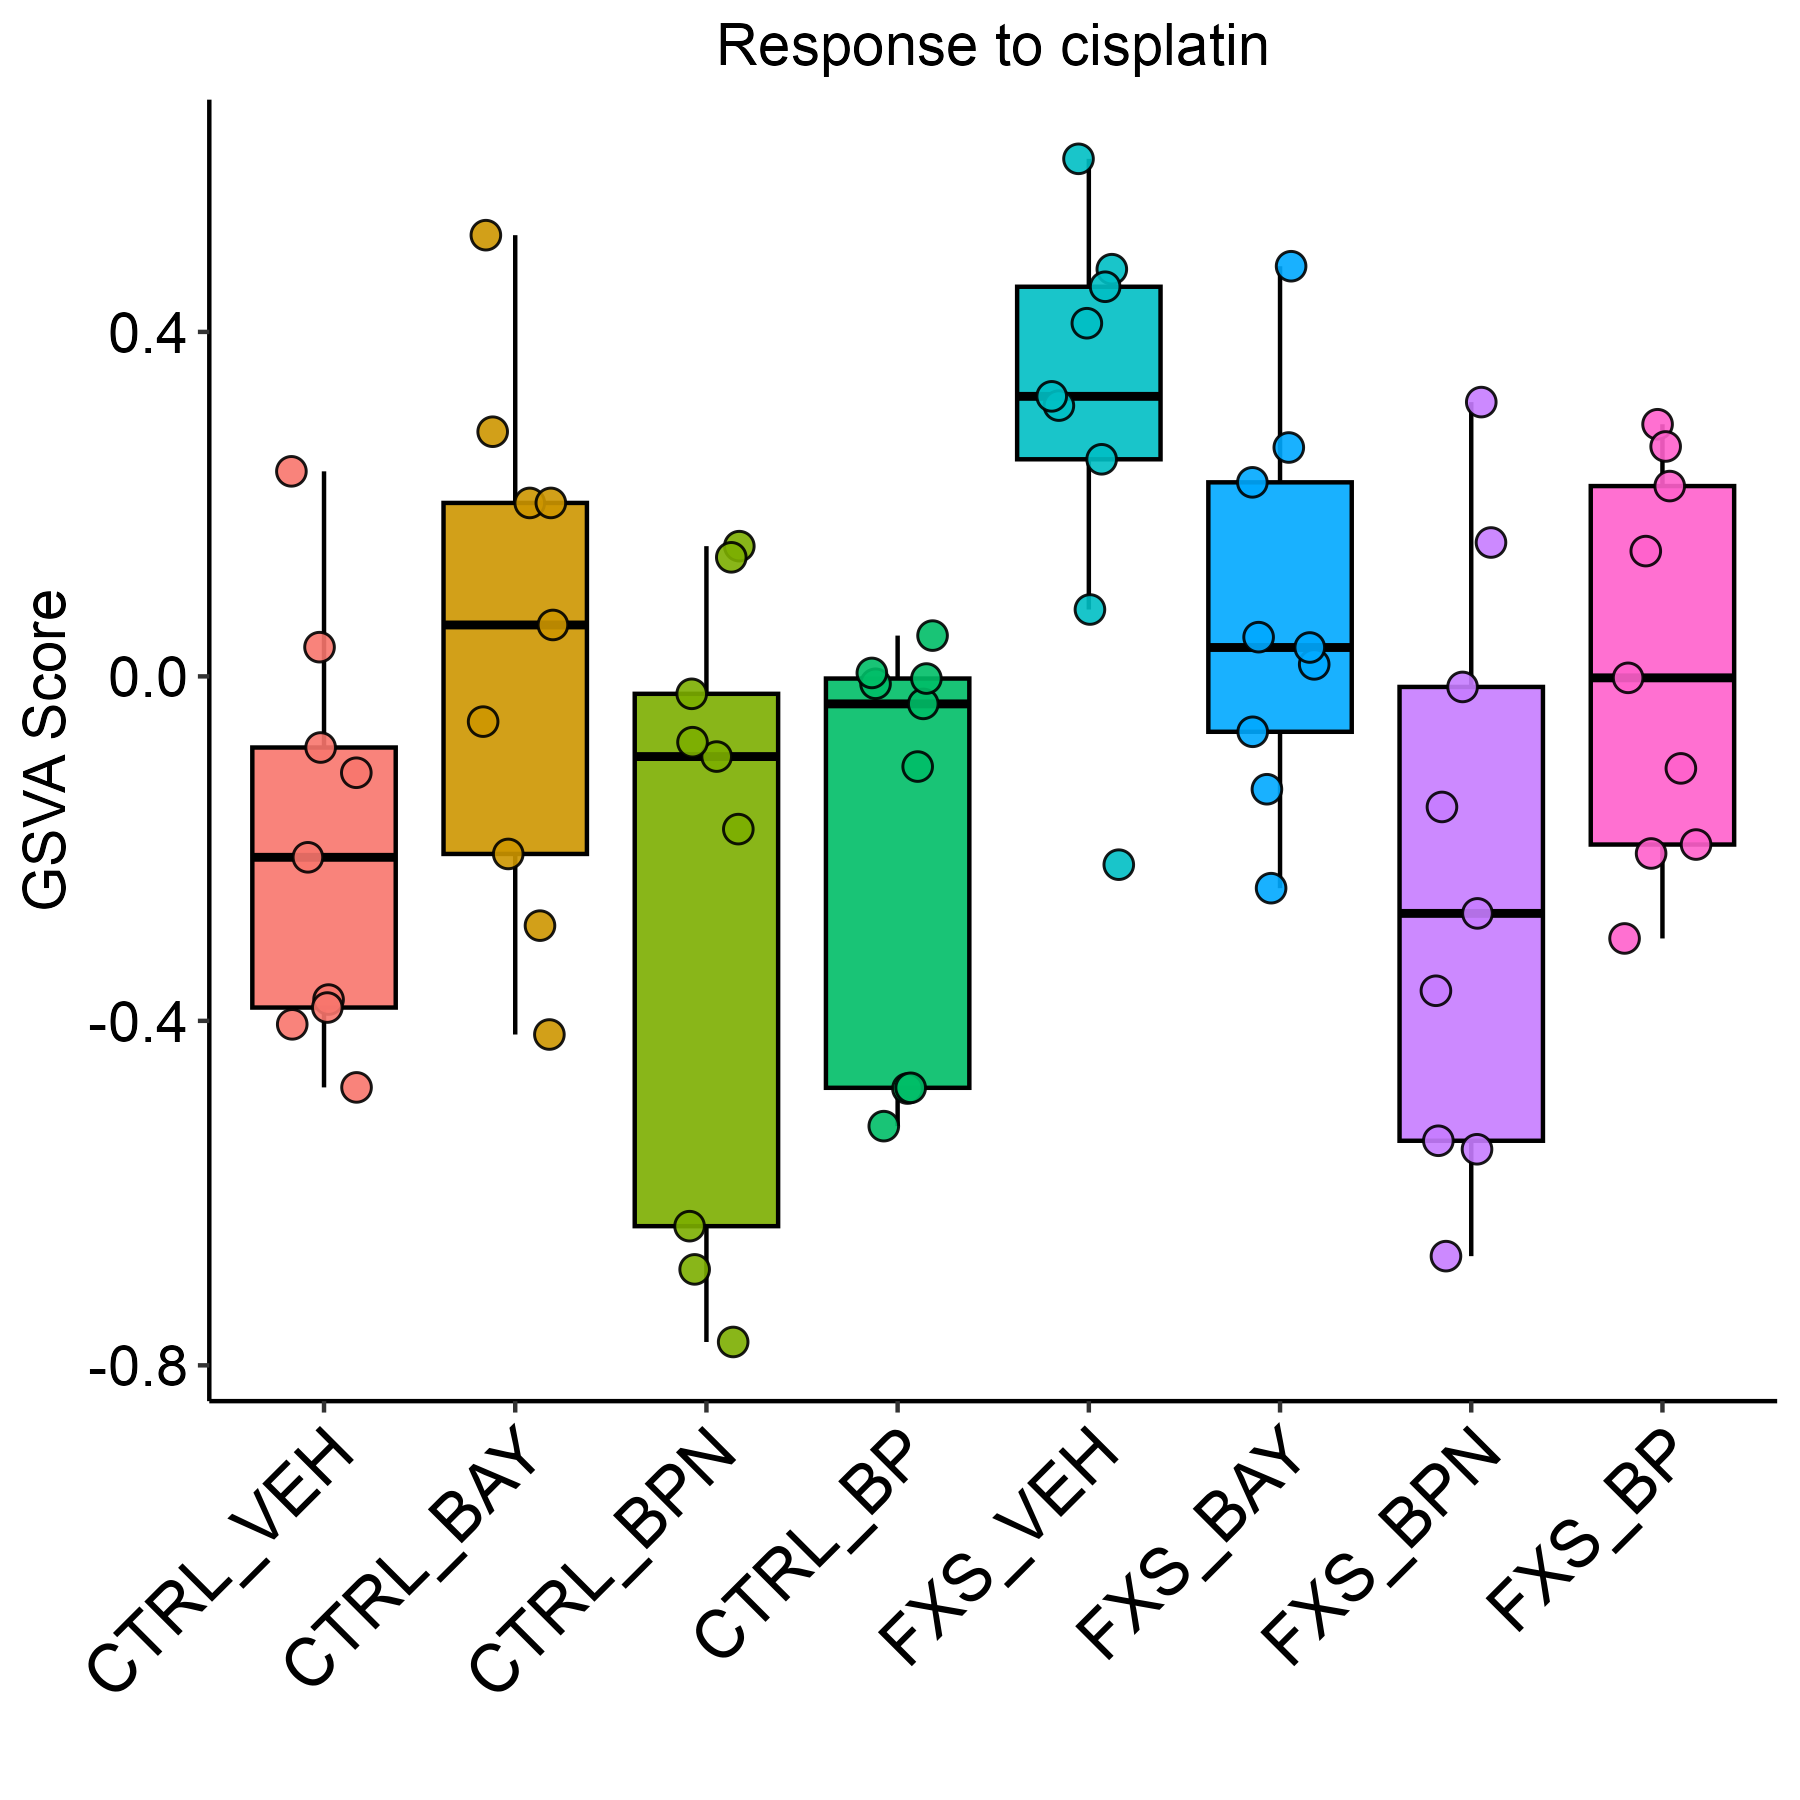 Response to cisplatin
GSVA Score
0.4
0.0
-0.4
-0.8
CTRL_VEH
CTRL_BAY
CTRL_BPN
CTRL_BP
FXS_VEH
FXS_BAY
FXS_BPN
FXS_BP